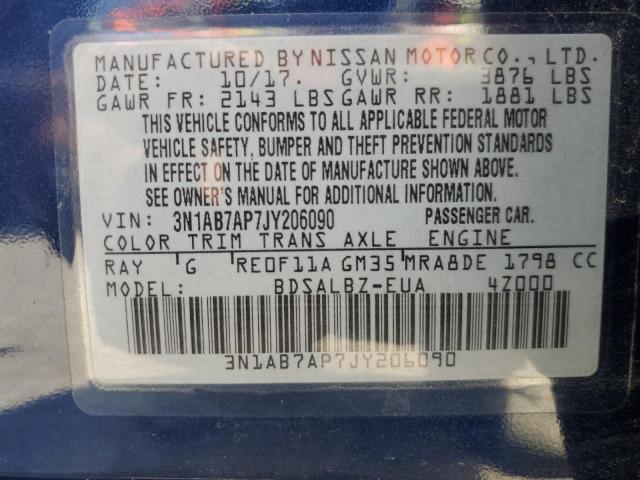 MANUFACTURED BY NISSAN MOTOR CO., LTD.
DATE: 10/17. GVWR: 3876 LBS
GAWR FR: 2143 LBS GAWR RR: 1881 LBS
THIS VEHICLE CONFORMS TO ALL APPLICABLE FEDERAL MOTOR
VEHICLE SAFETY, BUMPER AND THEFT PREVENTION STANDARDS
IN EFFECT ON THE DATE OF MANUFACTURE SHOWN ABOVE.
SEE OWNER'S MANUAL FOR ADDITIONAL INFORMATION.
VIN: 3N1AB7AP7JY206090 PASSENGER CAR.
COLOR TRIM TRANS AXLE ENGINE
RAY G RE0F11A GM35 MRA8DE 1798 CC
MODEL: BDSALBZ-EUA 4Z000
3N1AB7AP7JY206090